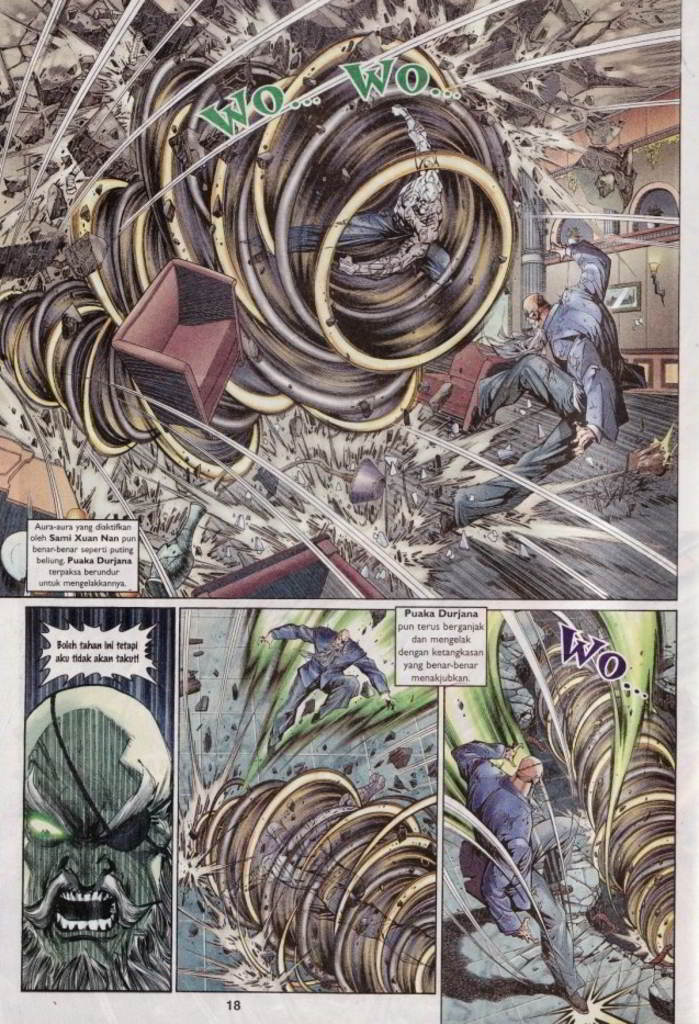 WO... WO...
Aura-aura yang diaktifkan
oleh Sami Xuan Nan pun
benar-benar seperti puting
beliung, Puaka Durjana
terpaksa berundur
untuk mengelakkannya.
Boleh tahan isi tetapi
aku tidak akan takut!
Puaka Durjana
pun terus berganjak
dan mengelak
dengan ketangkasan
yang benar-benar
menakjubkan.
WO...
18